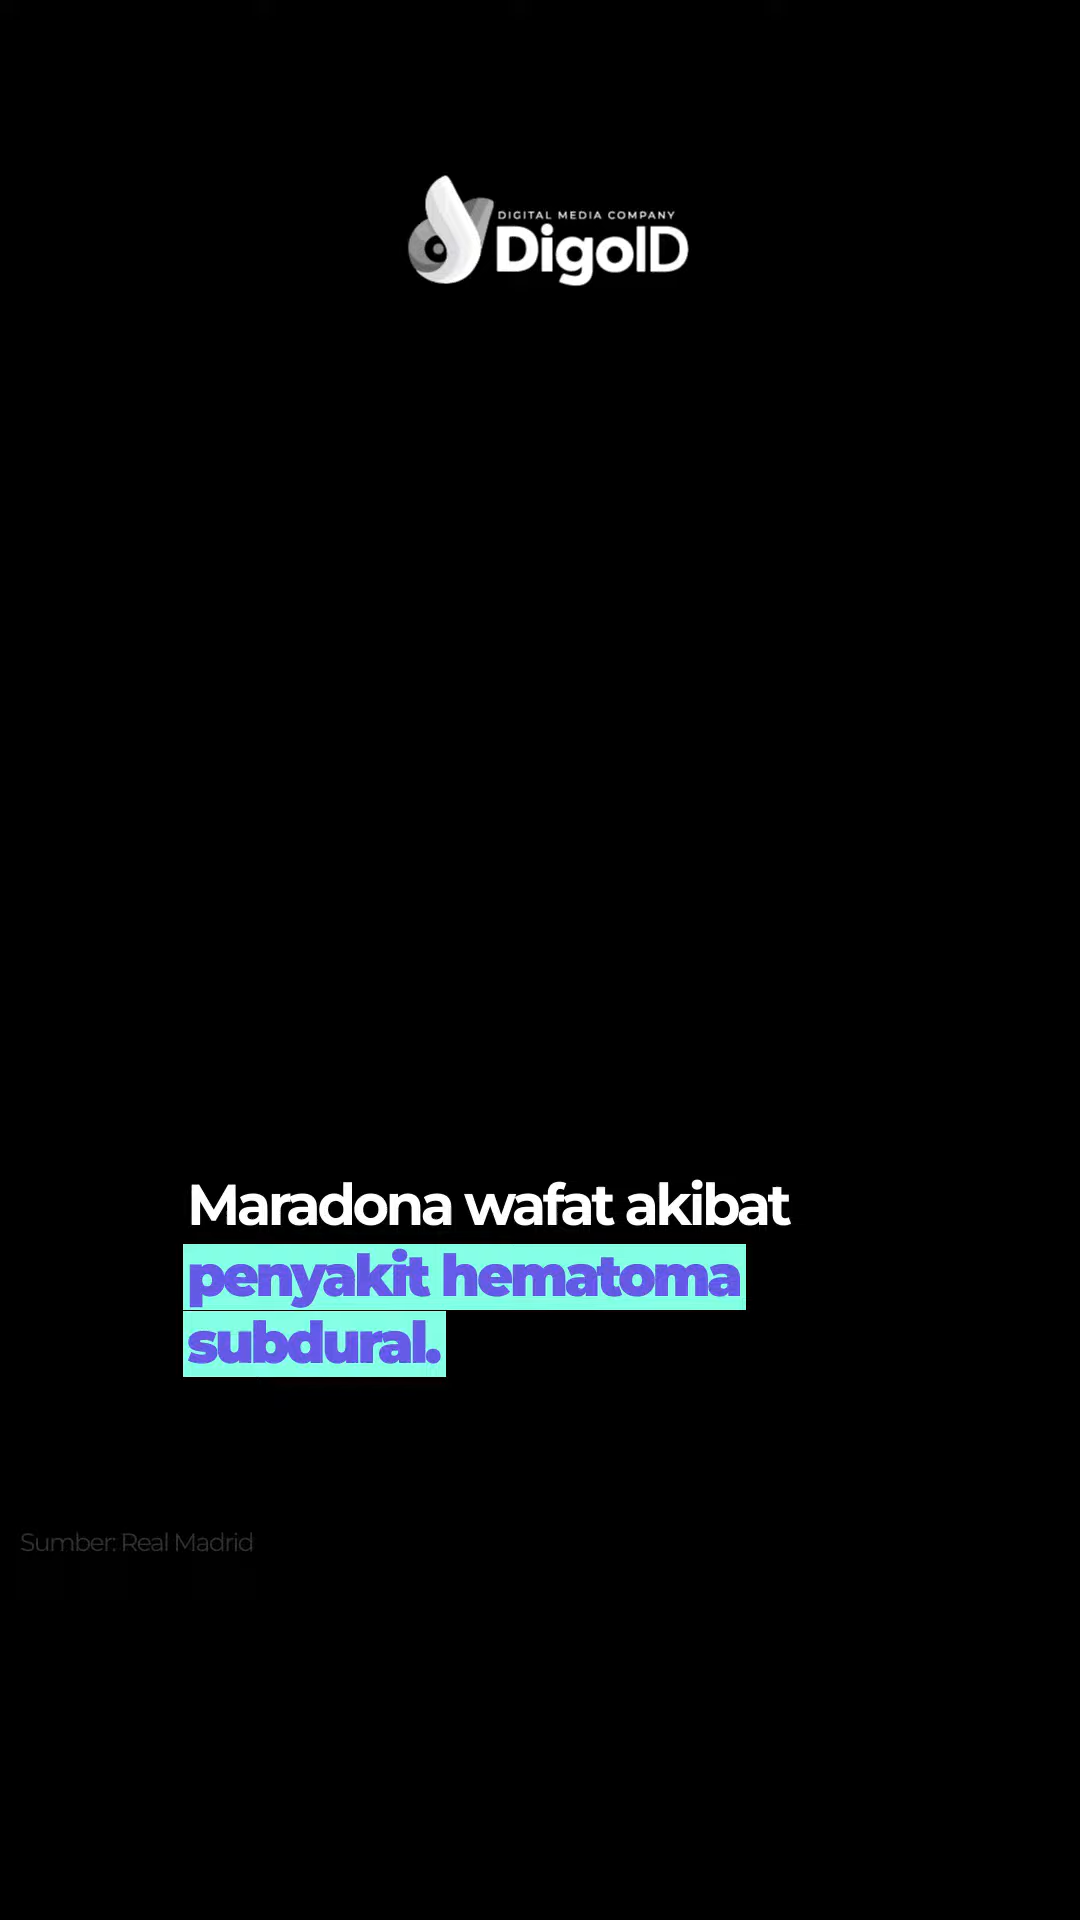 DIGITAL MEDIA COMPANY
DigoID
Maradona wafat akibat
penyakit hematoma
subdural.
Sumber: Real Madrid